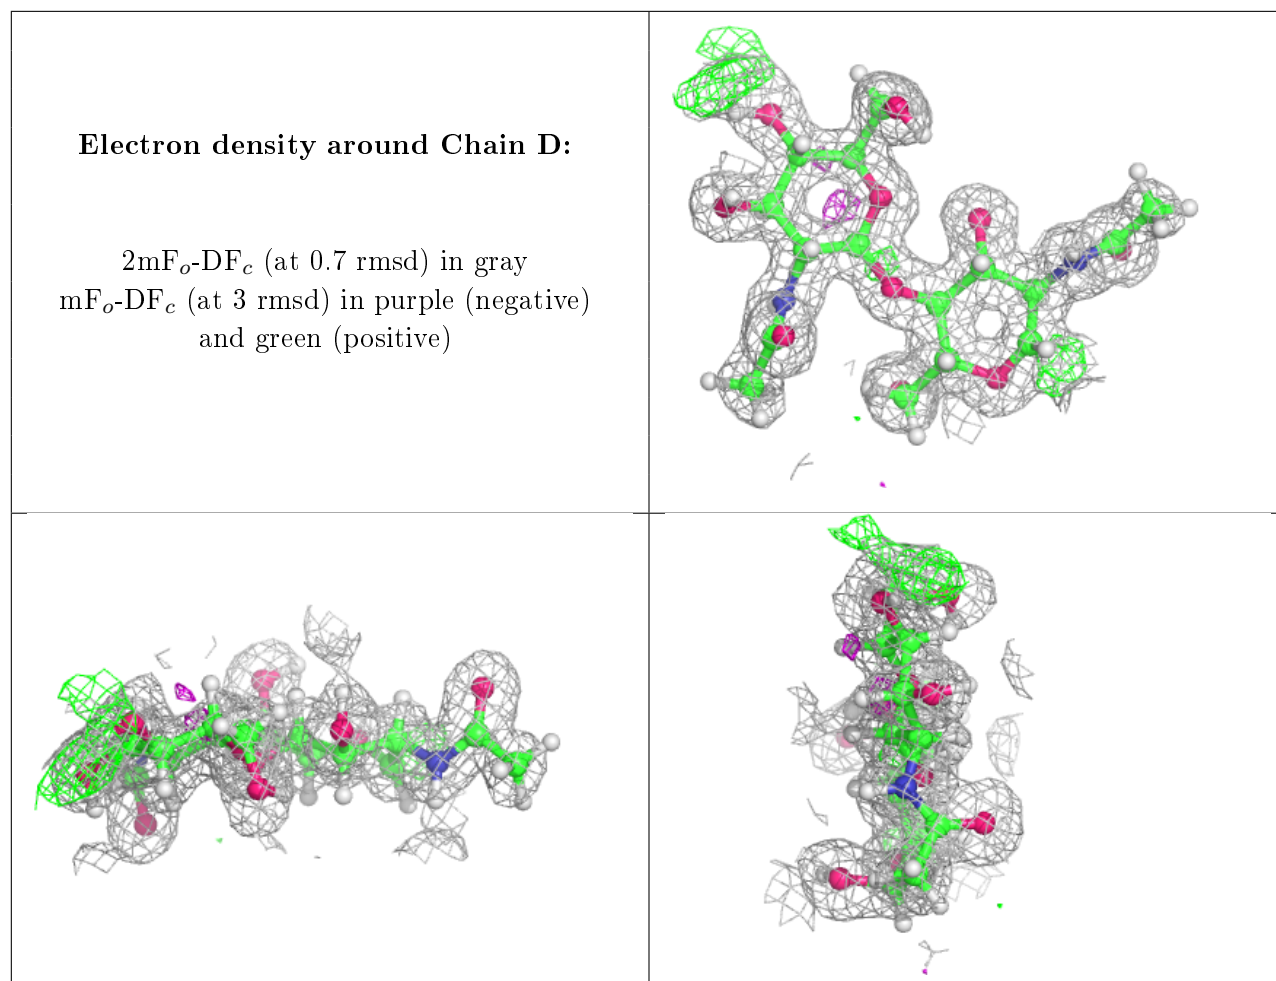 Electron density around Chain D:
2mFₒ-DF𝒸 (at 0.7 rmsd) in gray
mFₒ-DF𝒸 (at 3 rmsd) in purple (negative)
and green (positive)